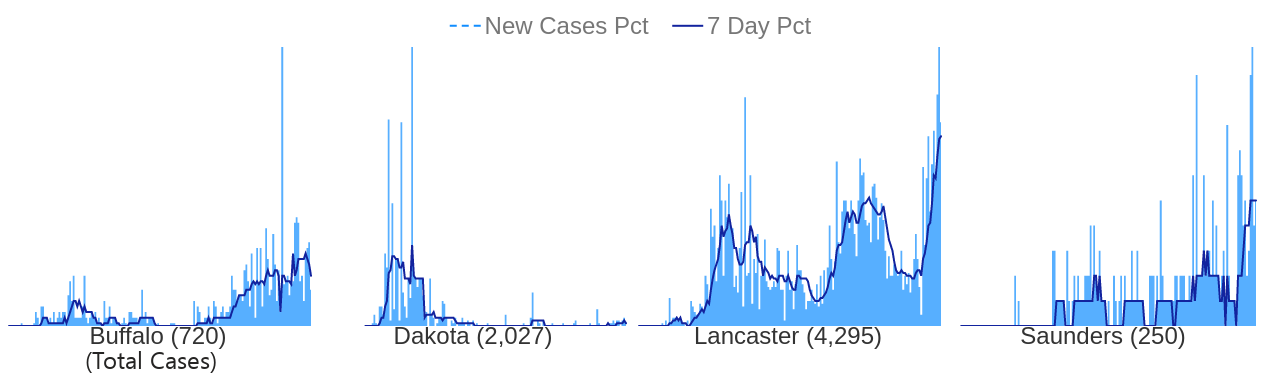 New Cases Pct 7 Day Pct
Buffalo (720) Dakota (2,027) Lancaster (4,295) Saunders (250)
(Total Cases)